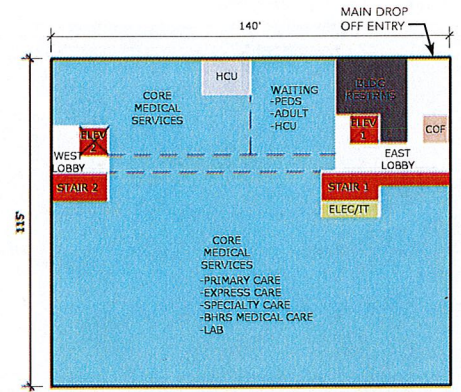 MAIN DROP
OFF ENTRY
140'
115'
HCU
CORE
MEDICAL
SERVICES
WAITING
-PEDS
-ADULT
-HCU
BLDG
RESTRMS
ELEV
2
ELEV
1
COF
WEST
LOBBY
EAST
LOBBY
STAIR 2
STAIR 1
ELEC/IT
CORE
MEDICAL
SERVICES
-PRIMARY CARE
-EXPRESS CARE
-SPECIALTY CARE
-BHRS MEDICAL CARE
-LAB